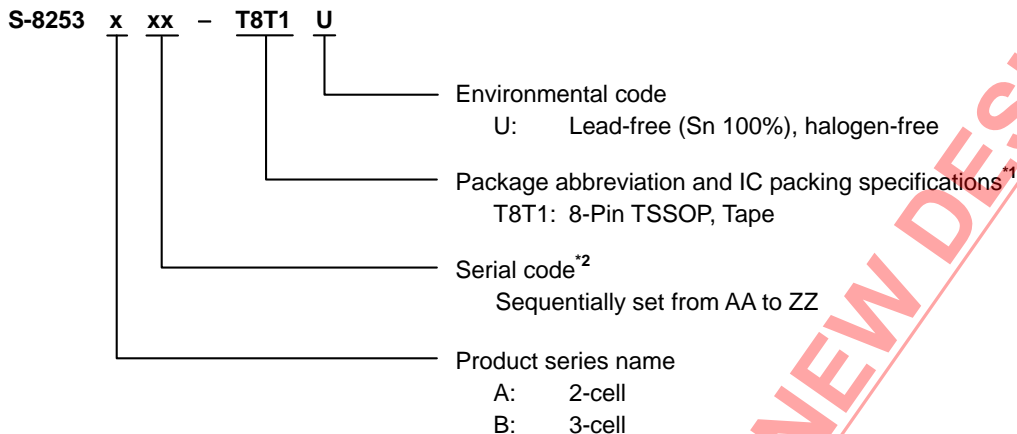 S-8253 x xx – T8T1 U
Environmental code
U: Lead-free (Sn 100%), halogen-free
Package abbreviation and IC packing specifications*1
T8T1: 8-Pin TSSOP, Tape
Serial code*2
Sequentially set from AA to ZZ
Product series name
A: 2-cell
B: 3-cell
NEW DES